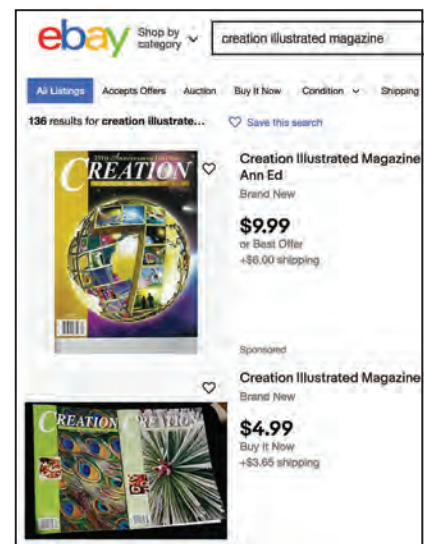 ebay
Shop by
category
creation illustrated magazine
All Listings Accepts Offers Auction Buy It Now Condition Shipping
136 results for creation illustrate... Save this search
CREATION
Creation Illustrated Magazine
Ann Ed
Brand New
$9.99
or Best Offer
+$6.00 shipping
Sponsored
Creation Illustrated Magazine
Brand New
$4.99
Buy It Now
+$3.65 shipping
CREATION CREATION